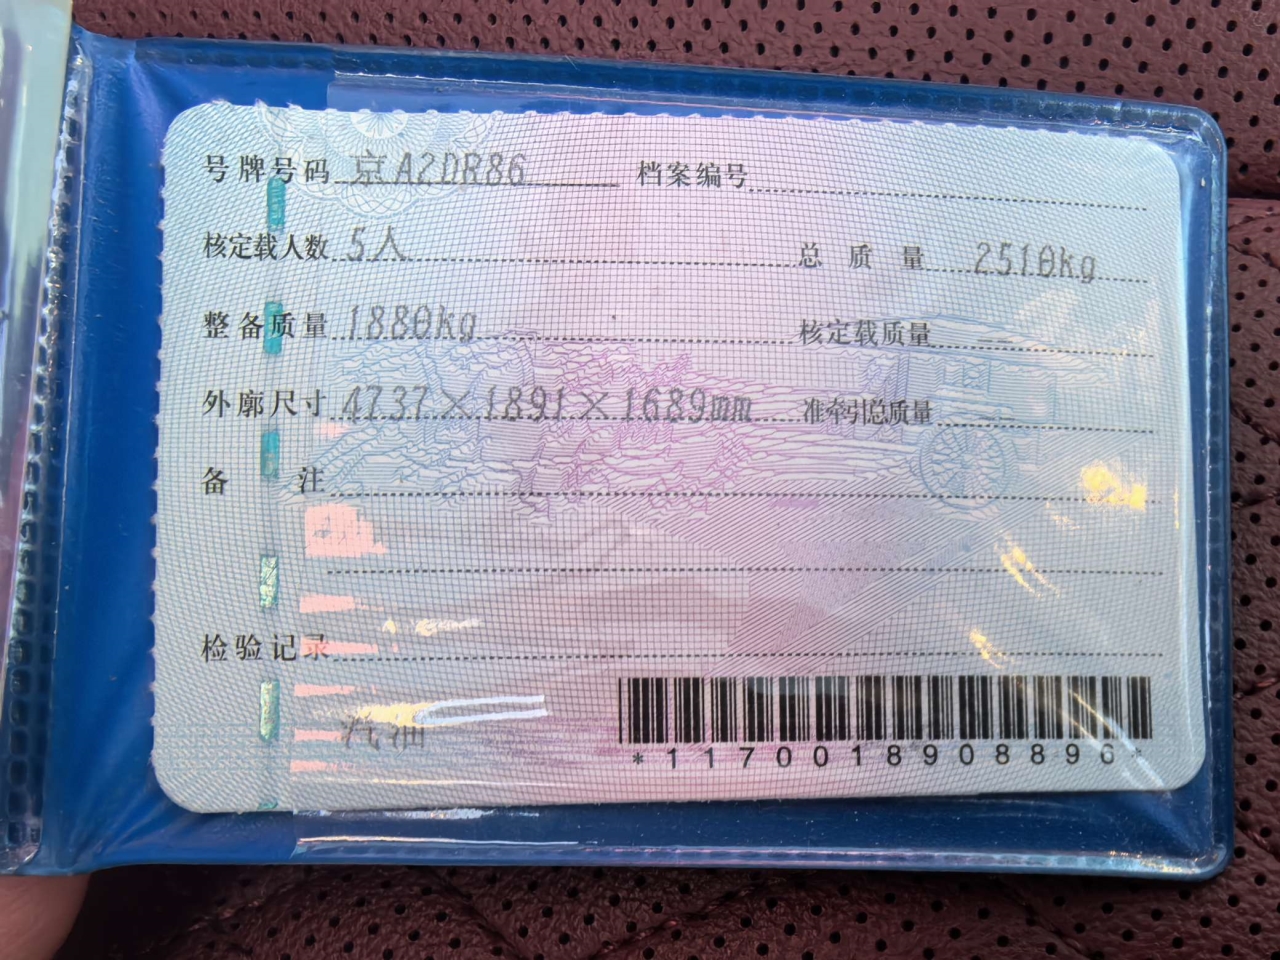 号牌号码 京A2DR86 档案编号
核定载人数 5人 总质量 2510kg
整备质量 1880kg 核定载质量 --
外廓尺寸 4737×1891×1689mm 准牵引总质量
备注
检验记录
汽油
*1170018908896*